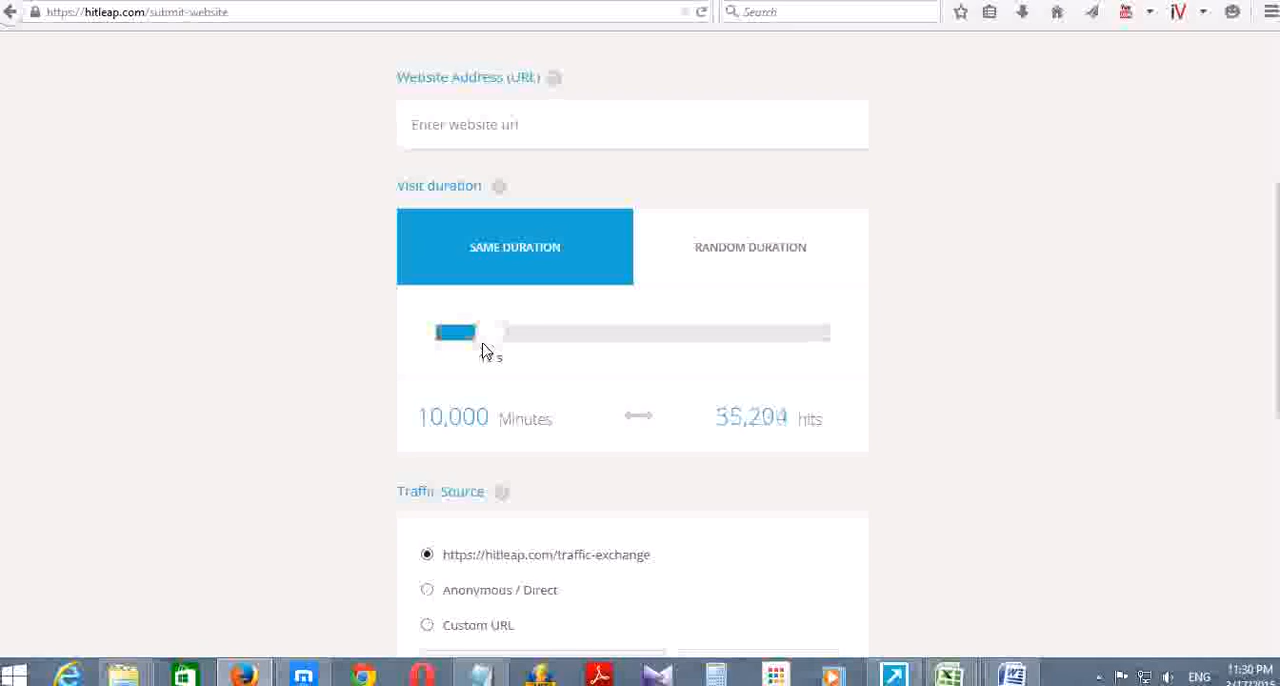 https://hitleap.com/submit-website
Search
Website Address (URL)
Enter website url
Visit duration
SAME DURATION
RANDOM DURATION
s
10,000 Minutes
35,204 hits
Traffic Source
https://hitleap.com/traffic-exchange
Anonymous / Direct
Custom URL
ENG
11:30 PM